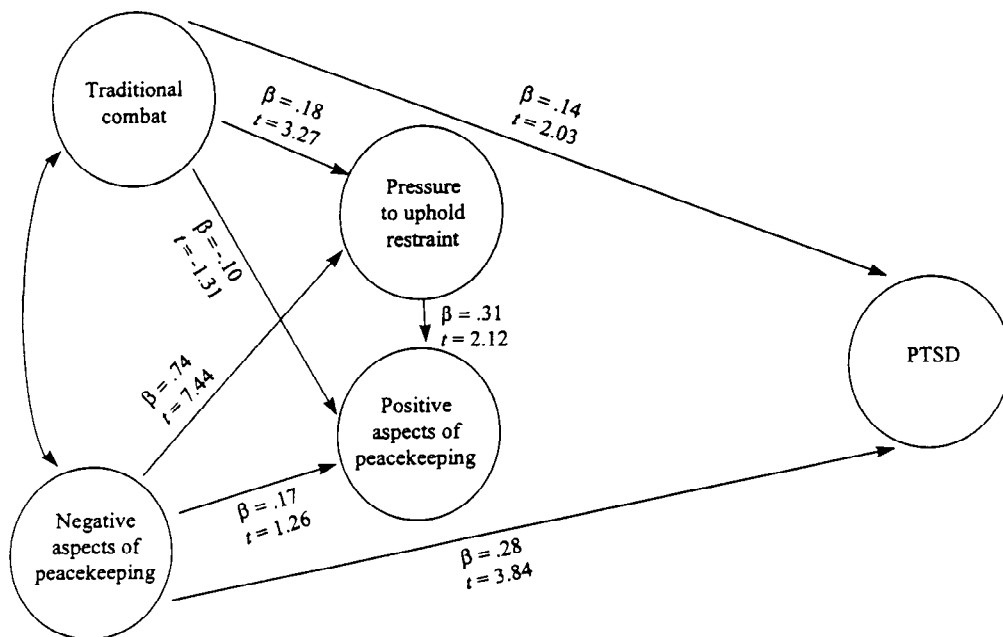 Traditional
combat
β = .18
t = 3.27
β = .14
t = 2.03
Pressure
to uphold
restraint
β = -.10
t = -1.31
β = .31
t = 2.12
β = .74
t = 7.44
PTSD
Positive
aspects of
peacekeeping
β = .17
t = 1.26
Negative
aspects of
peacekeeping
β = .28
t = 3.84